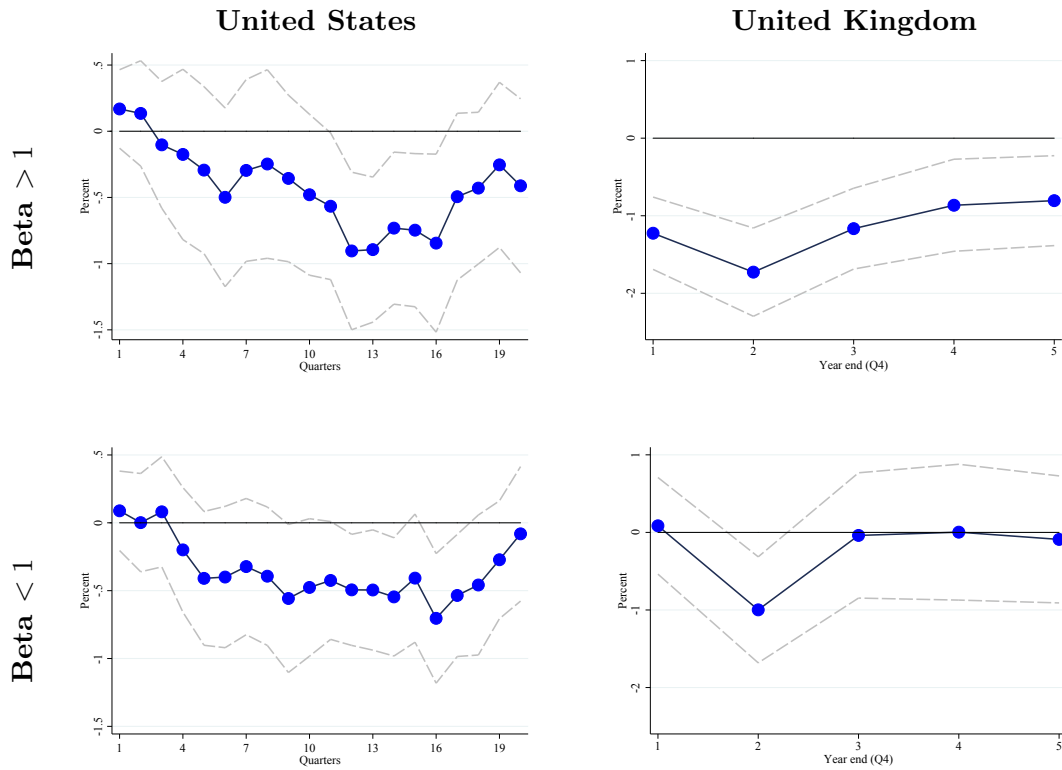 United States
United Kingdom
Beta > 1
Percent
.5
0
-.5
-1
-1.5
1 4 7 10 13 16 19
Quarters
Percent
1
0
-1
-2
1 2 3 4 5
Year end (Q4)
Beta < 1
Percent
.5
0
-.5
-1
-1.5
1 4 7 10 13 16 19
Quarters
Percent
1
0
-1
-2
1 2 3 4 5
Year end (Q4)